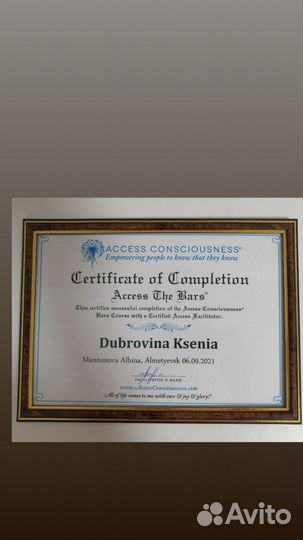 ACCESS CONSCIOUSNESS®
Empowering people to know that they know
Certificate of Completion
Access The Bars®
This certifies successful completion of the Access Consciousness®
Bars Course with a Certified Access Facilitator.
Dubrovina Ksenia
Mannanova Albina, Almetyevsk 06.09.2021
FACILITATOR'S NAME
www.AccessConsciousness.com
All of life comes to me with ease & joy & glory!®
Avito